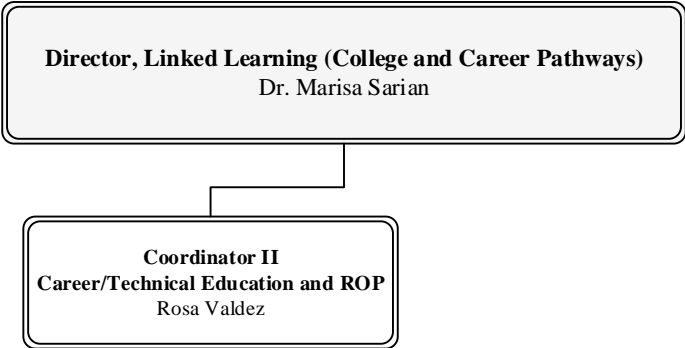 Director, Linked Learning (College and Career Pathways)
Dr. Marisa Sarian
Coordinator II
Career/Technical Education and ROP
Rosa Valdez